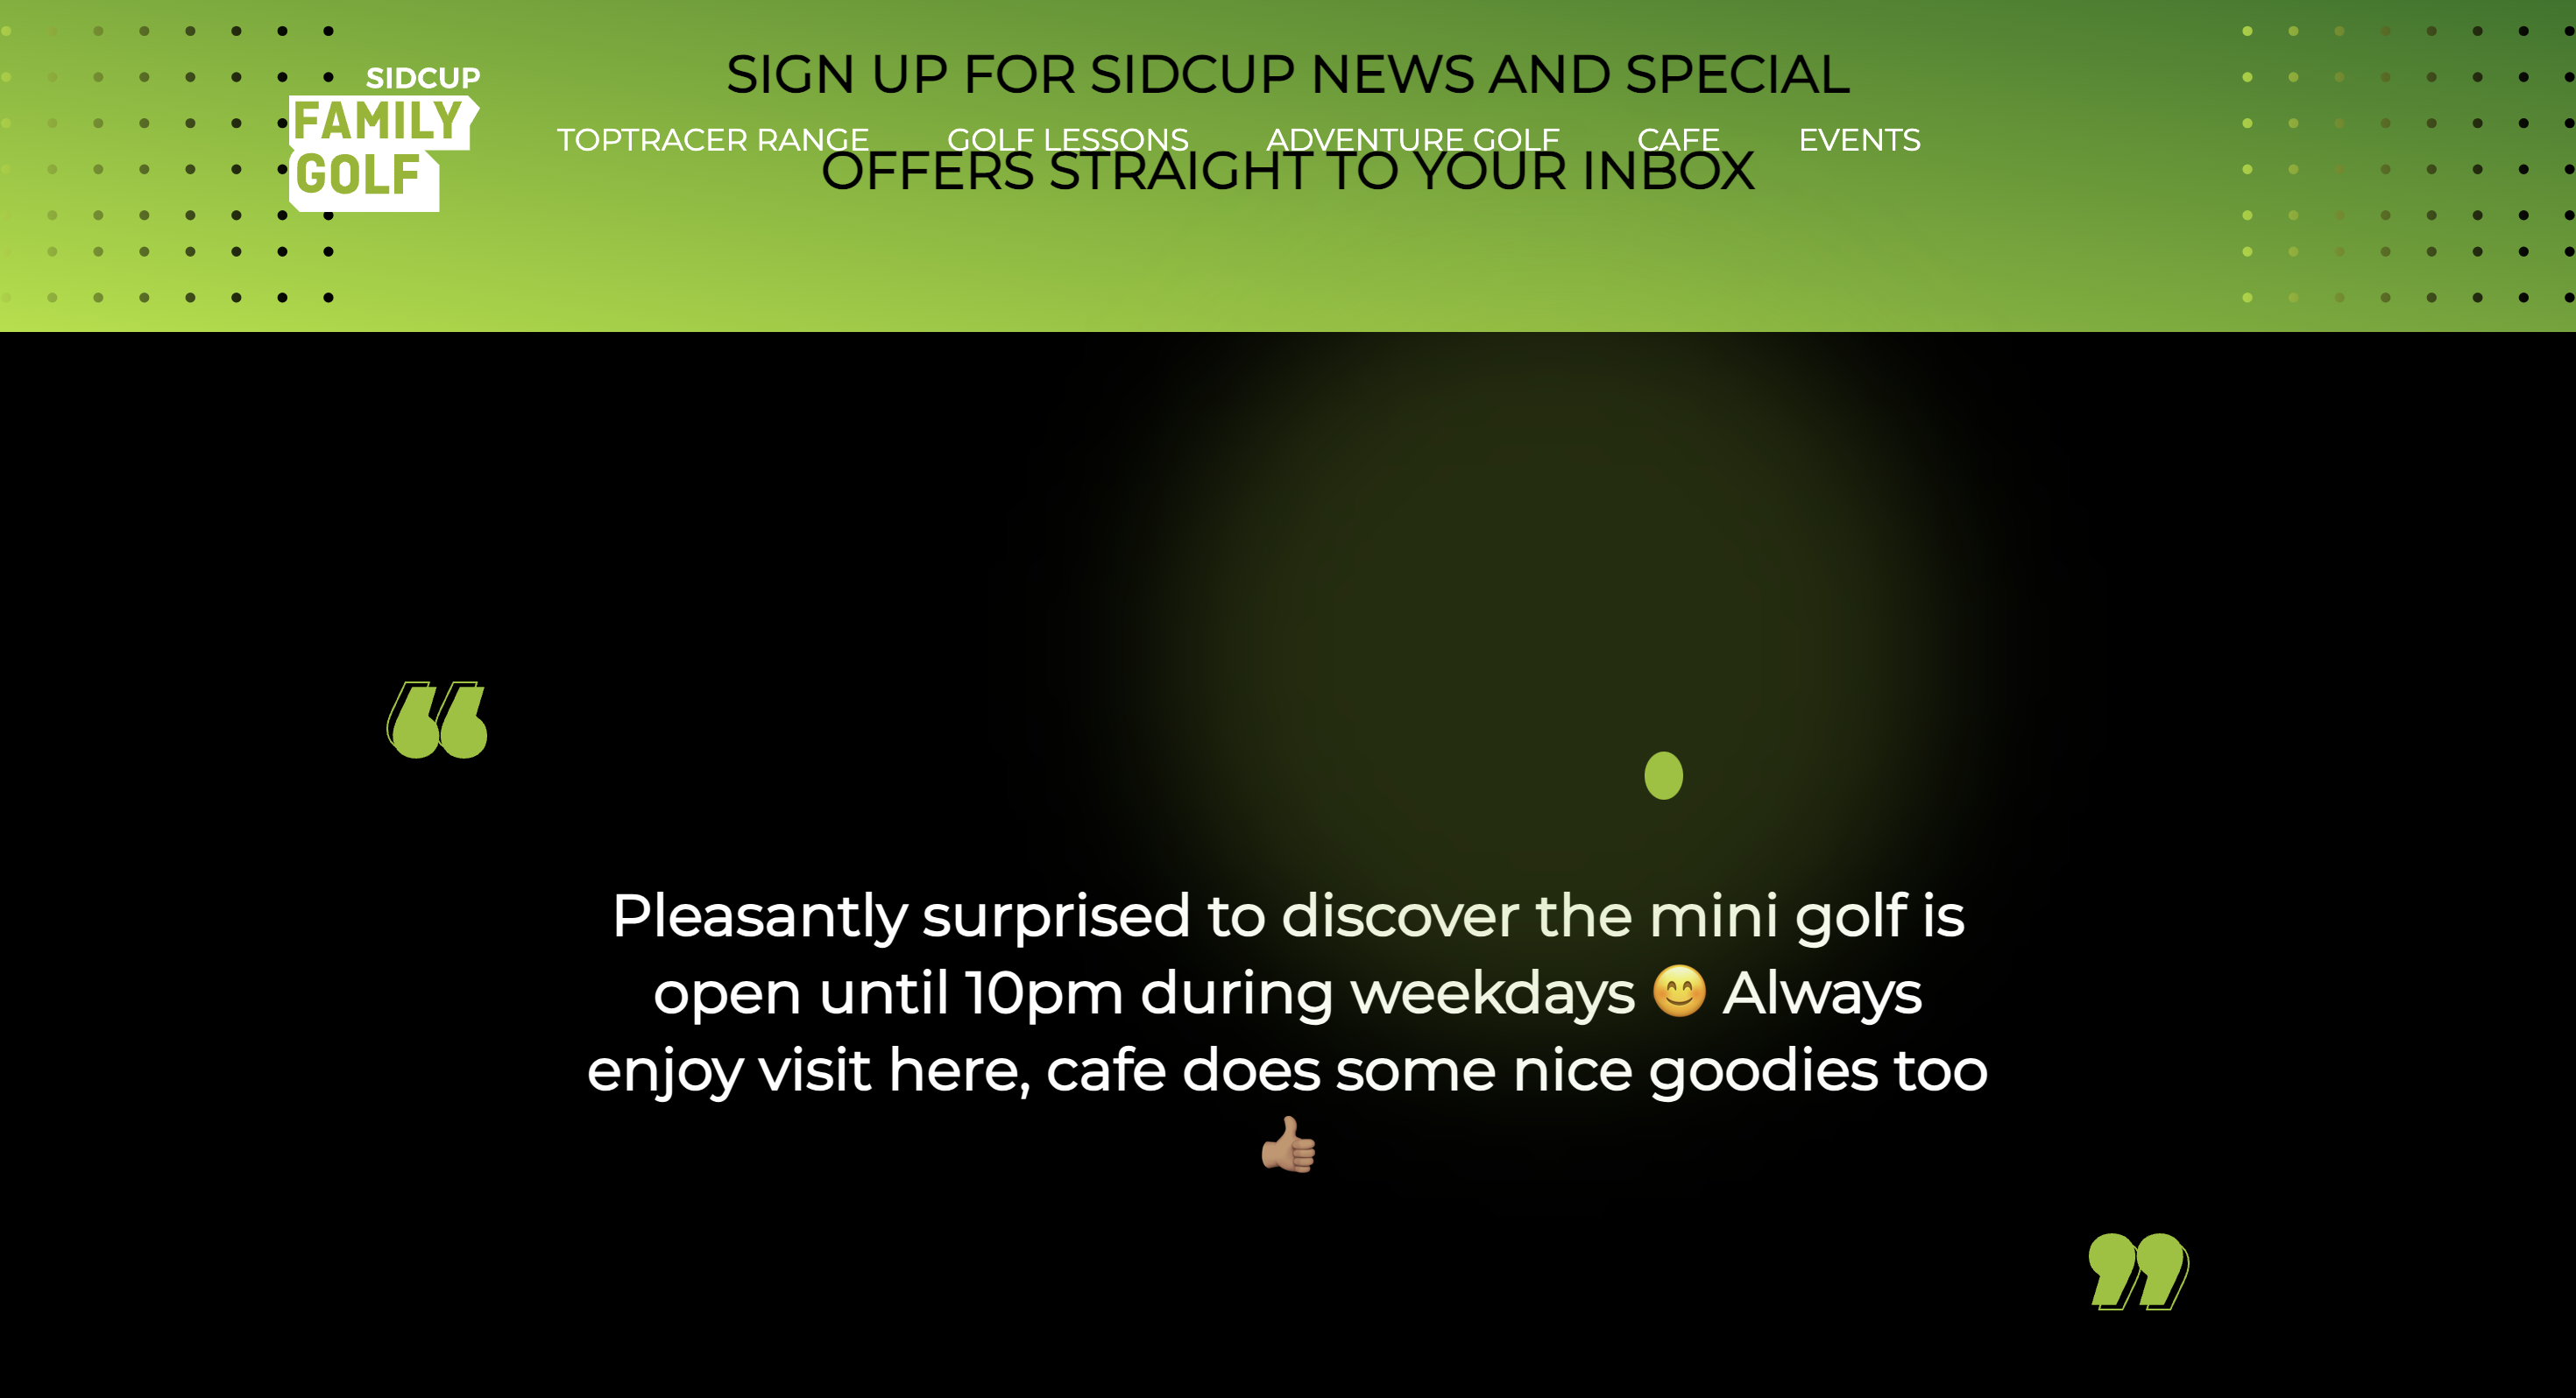 SIGN UP FOR SIDCUP NEWS AND SPECIAL
OFFERS STRAIGHT TO YOUR INBOX
SIDCUP
FAMILY
GOLF
TOPTRACER RANGE GOLF LESSONS ADVENTURE GOLF CAFE EVENTS
“
Pleasantly surprised to discover the mini golf is
open until 10pm during weekdays 😊 Always
enjoy visit here, cafe does some nice goodies too
👍🏽
”